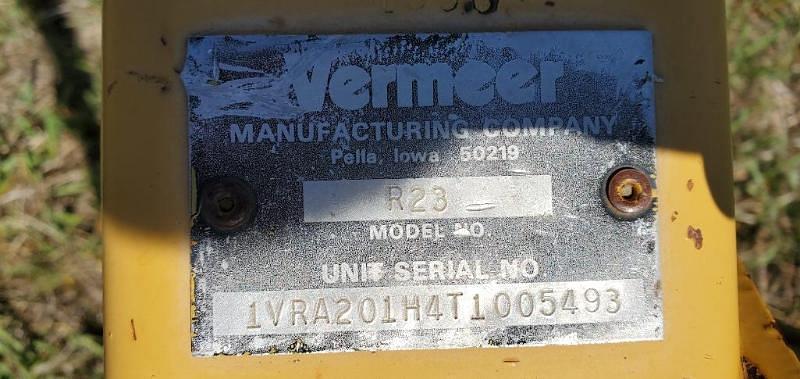 Vermeer
MANUFACTURING COMPANY
Pella, Iowa 50219
R23
MODEL NO.
UNIT SERIAL NO
1VRA201H4T1005493